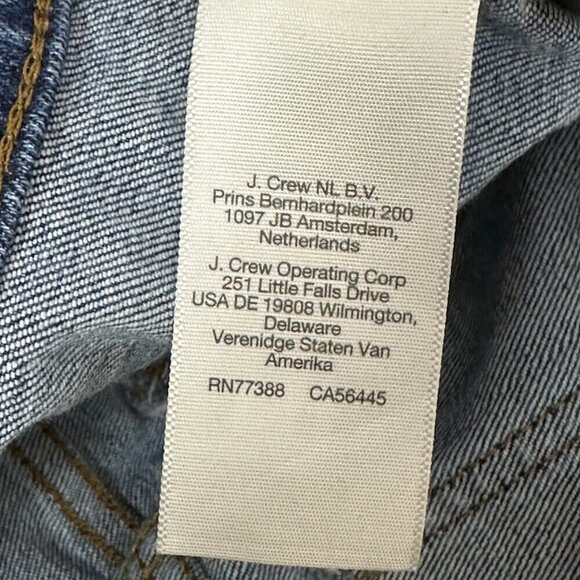 J. Crew NL B.V.
Prins Bernhardplein 200
1097 JB Amsterdam,
Netherlands
J. Crew Operating Corp
251 Little Falls Drive
USA DE 19808 Wilmington,
Delaware
Verenidge Staten Van
Amerika
RN77388 CA56445